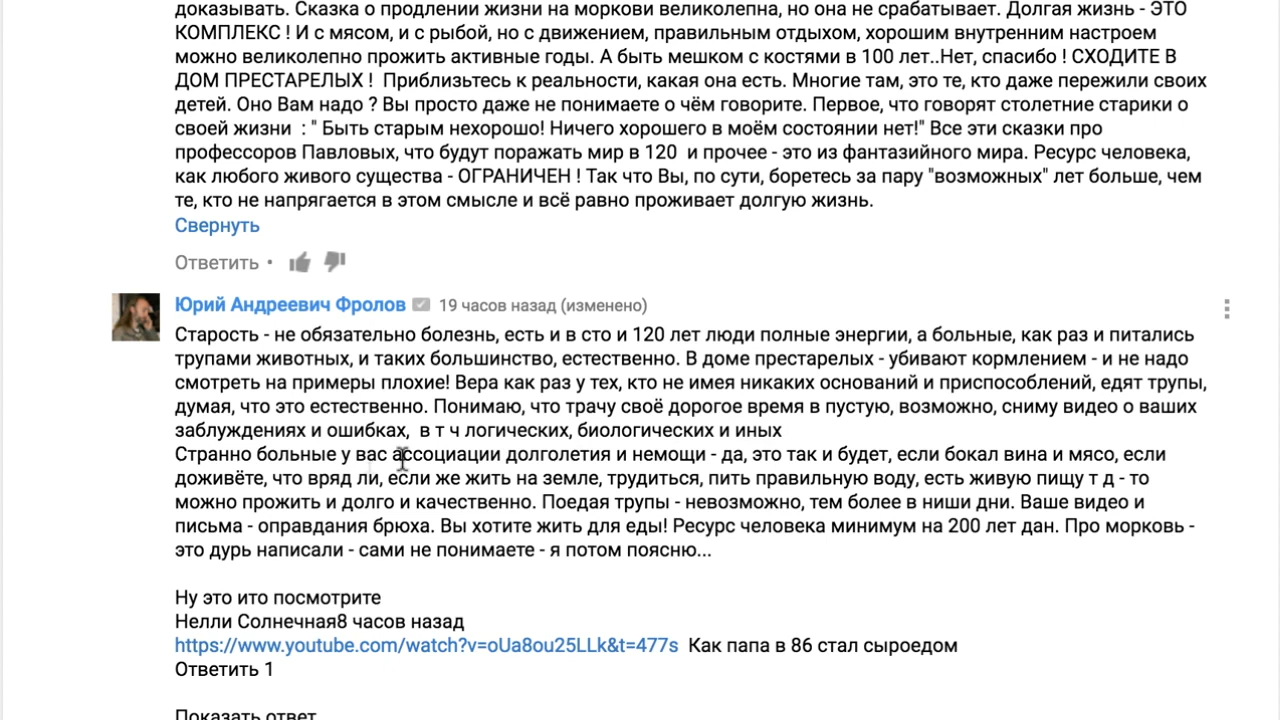 доказывать. Сказка о продлении жизни на моркови великолепна, но она не срабатывает. Долгая жизнь - ЭТО
КОМПЛЕКС ! И с мясом, и с рыбой, но с движением, правильным отдыхом, хорошим внутренним настроем
можно великолепно прожить активные годы. А быть мешком с костями в 100 лет..Нет, спасибо ! СХОДИТЕ В
ДОМ ПРЕСТАРЕЛЫХ !  Приблизьтесь к реальности, какая она есть. Многие там, это те, кто даже пережили своих
детей. Оно Вам надо ? Вы просто даже не понимаете о чём говорите. Первое, что говорят столетние старики о
своей жизни  : " Быть старым нехорошо! Ничего хорошего в моём состоянии нет!" Все эти сказки про
профессоров Павловых, что будут поражать мир в 120  и прочее - это из фантазийного мира. Ресурс человека,
как любого живого существа - ОГРАНИЧЕН ! Так что Вы, по сути, боретесь за пару "возможных" лет больше, чем
те, кто не напрягается в этом смысле и всё равно проживает долгую жизнь.
Свернуть
Ответить •
Юрий Андреевич Фролов 19 часов назад (изменено)
Старость - не обязательно болезнь, есть и в сто и 120 лет люди полные энергии, а больные, как раз и питались
трупами животных, и таких большинство, естественно. В доме престарелых - убивают кормлением - и не надо
смотреть на примеры плохие! Вера как раз у тех, кто не имея никаких оснований и приспособлений, едят трупы,
думая, что это естественно. Понимаю, что трачу своё дорогое время в пустую, возможно, сниму видео о ваших
заблуждениях и ошибках,  в т ч логических, биологических и иных
Странно больные у вас ассоциации долголетия и немощи - да, это так и будет, если бокал вина и мясо, если
доживёте, что вряд ли, если же жить на земле, трудиться, пить правильную воду, есть живую пищу т д - то
можно прожить и долго и качественно. Поедая трупы - невозможно, тем более в ниши дни. Ваше видео и
письма - оправдания брюха. Вы хотите жить для еды! Ресурс человека минимум на 200 лет дан. Про морковь -
это дурь написали - сами не понимаете - я потом поясню...
Ну это ито посмотрите
Нелли Солнечная8 часов назад
https://www.youtube.com/watch?v=oUa8ou25LLk&t=477s  Как папа в 86 стал сыроедом
Ответить 1
Показать ответ